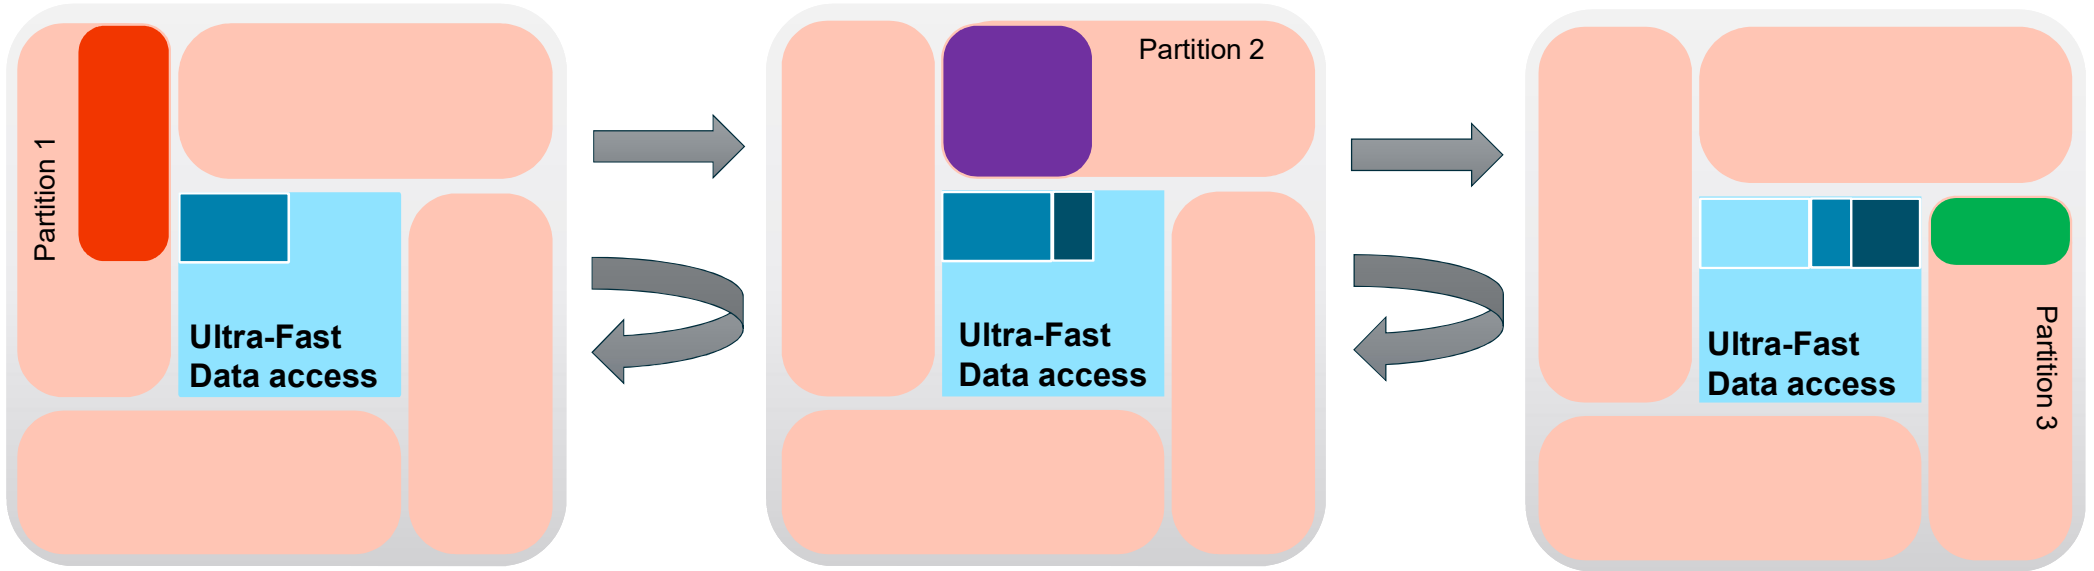 Partition 1
Ultra-Fast
Data access
Partition 2
Ultra-Fast
Data access
Ultra-Fast
Data access
Partition 3